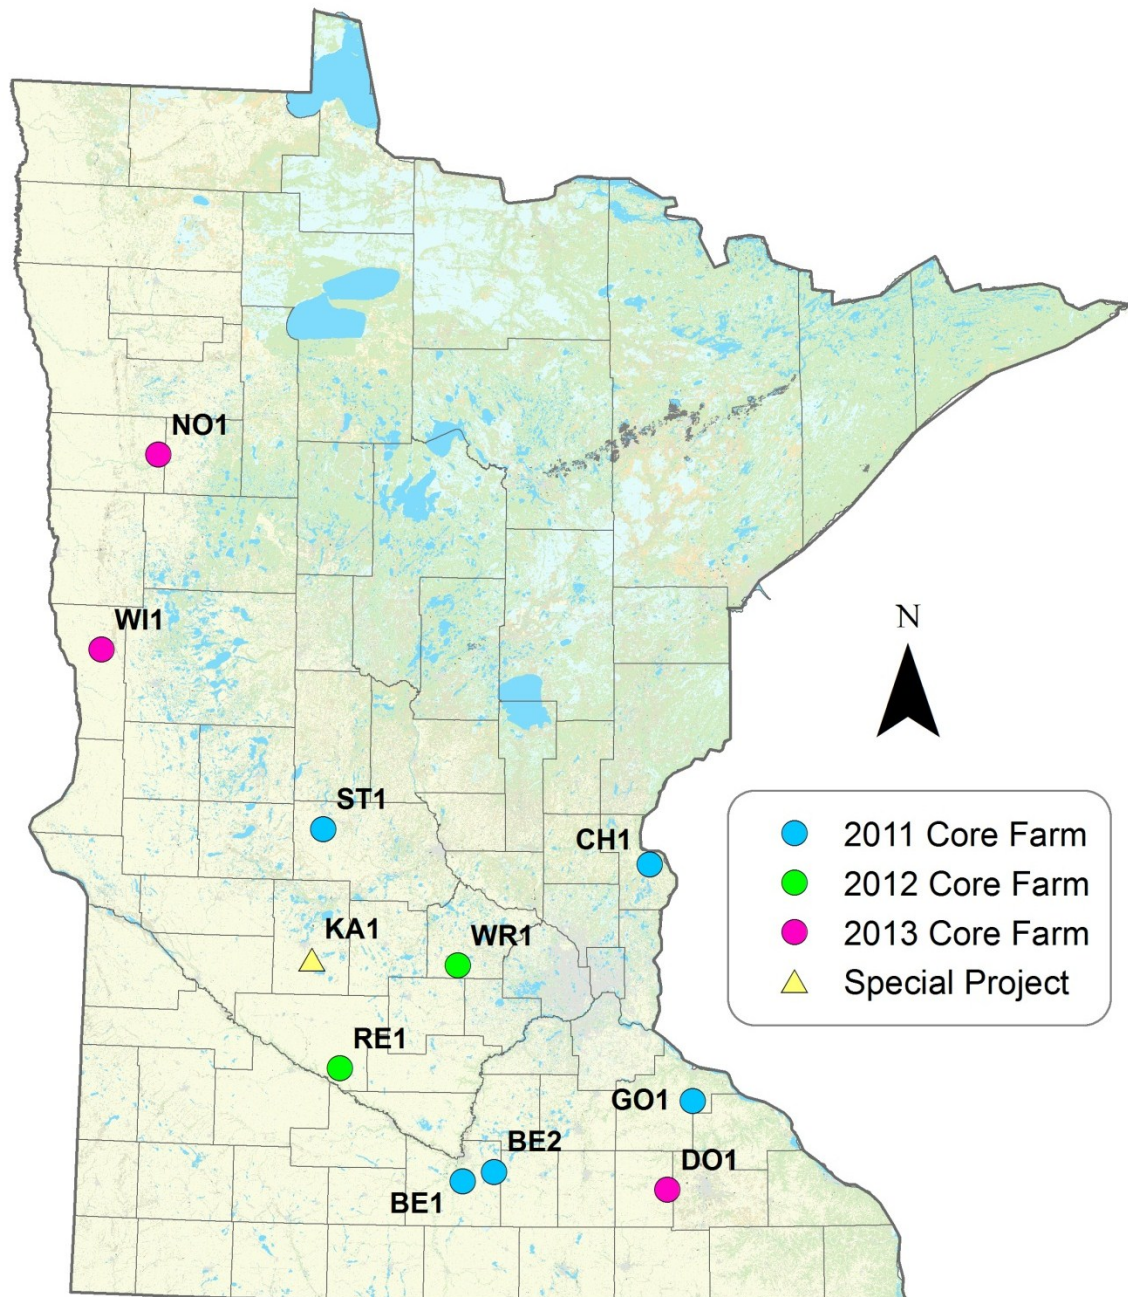 NO1
WI1
N
ST1
CH1
2011 Core Farm
2012 Core Farm
2013 Core Farm
Special Project
KA1
WR1
RE1
GO1
BE2
DO1
BE1